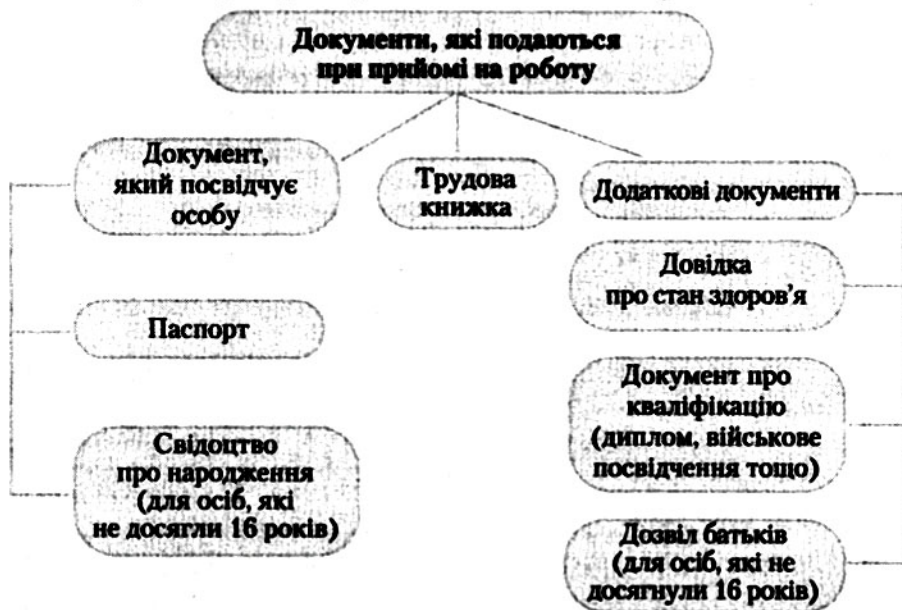 Документи, які подаються
при прийомі на роботу
Документ,
який посвідчує
особу
Трудова
книжка
Додаткові документи
Паспорт
Свідоцтво
про народження
(для осіб, які
не досягли 16 років)
Довідка
про стан здоров'я
Документ про
кваліфікацію
(диплом, військове
посвідчення тощо)
Дозвіл батьків
(для осіб, які не
досягнули 16 років)